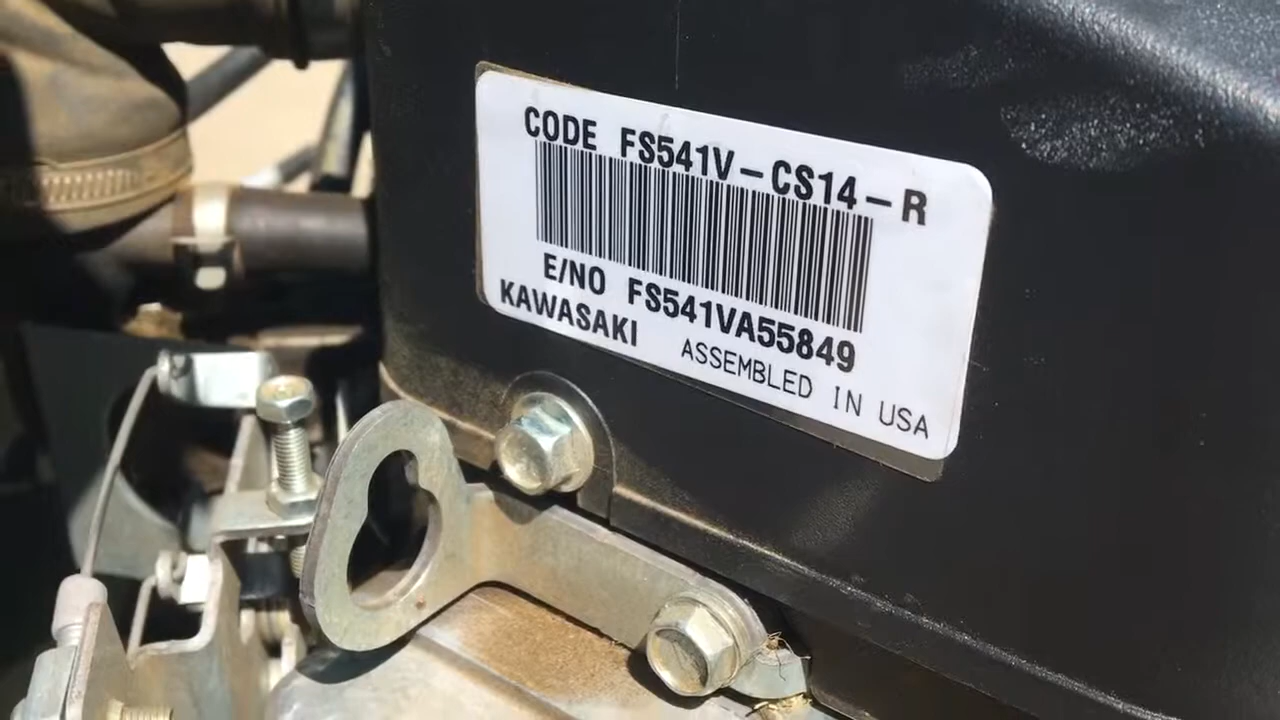 CODE FS541V-CS14-R
E/NO FS541VA55849
KAWASAKI ASSEMBLED IN USA